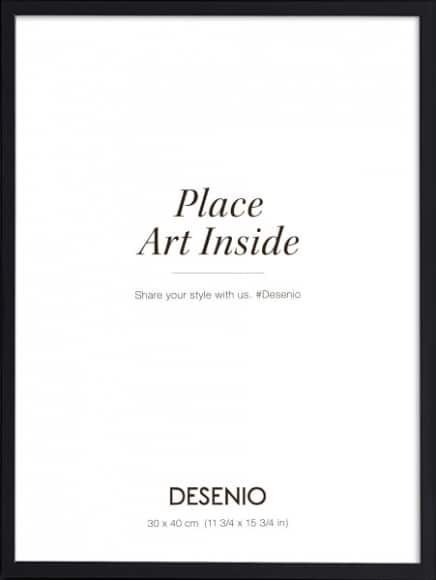 Place
Art Inside
Share your style with us. #Desenio
DESENIO
30 x 40 cm (11 3/4 x 15 3/4 in)